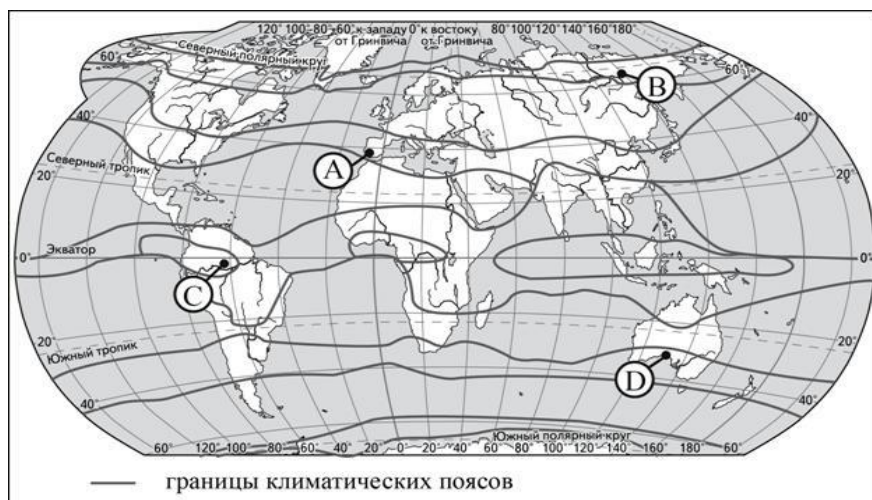 120° 100°-80°-60° к западу 0° к востоку 80°100°120°140°160°180°
от Гринвича от Гринвича
Северный полярный круг
60° 60°
40° 40°
A
B
Северный тропик
20° 20°
Экватор
0° 0°
C
20° 20°
Южный тропик
D
40° 40°
Южный полярный круг
60° 120° 100° 80° 60° 40° 20° 0° 20° 40° 60° 80° 100° 120° 140° 160° 180° 60°
границы климатических поясов